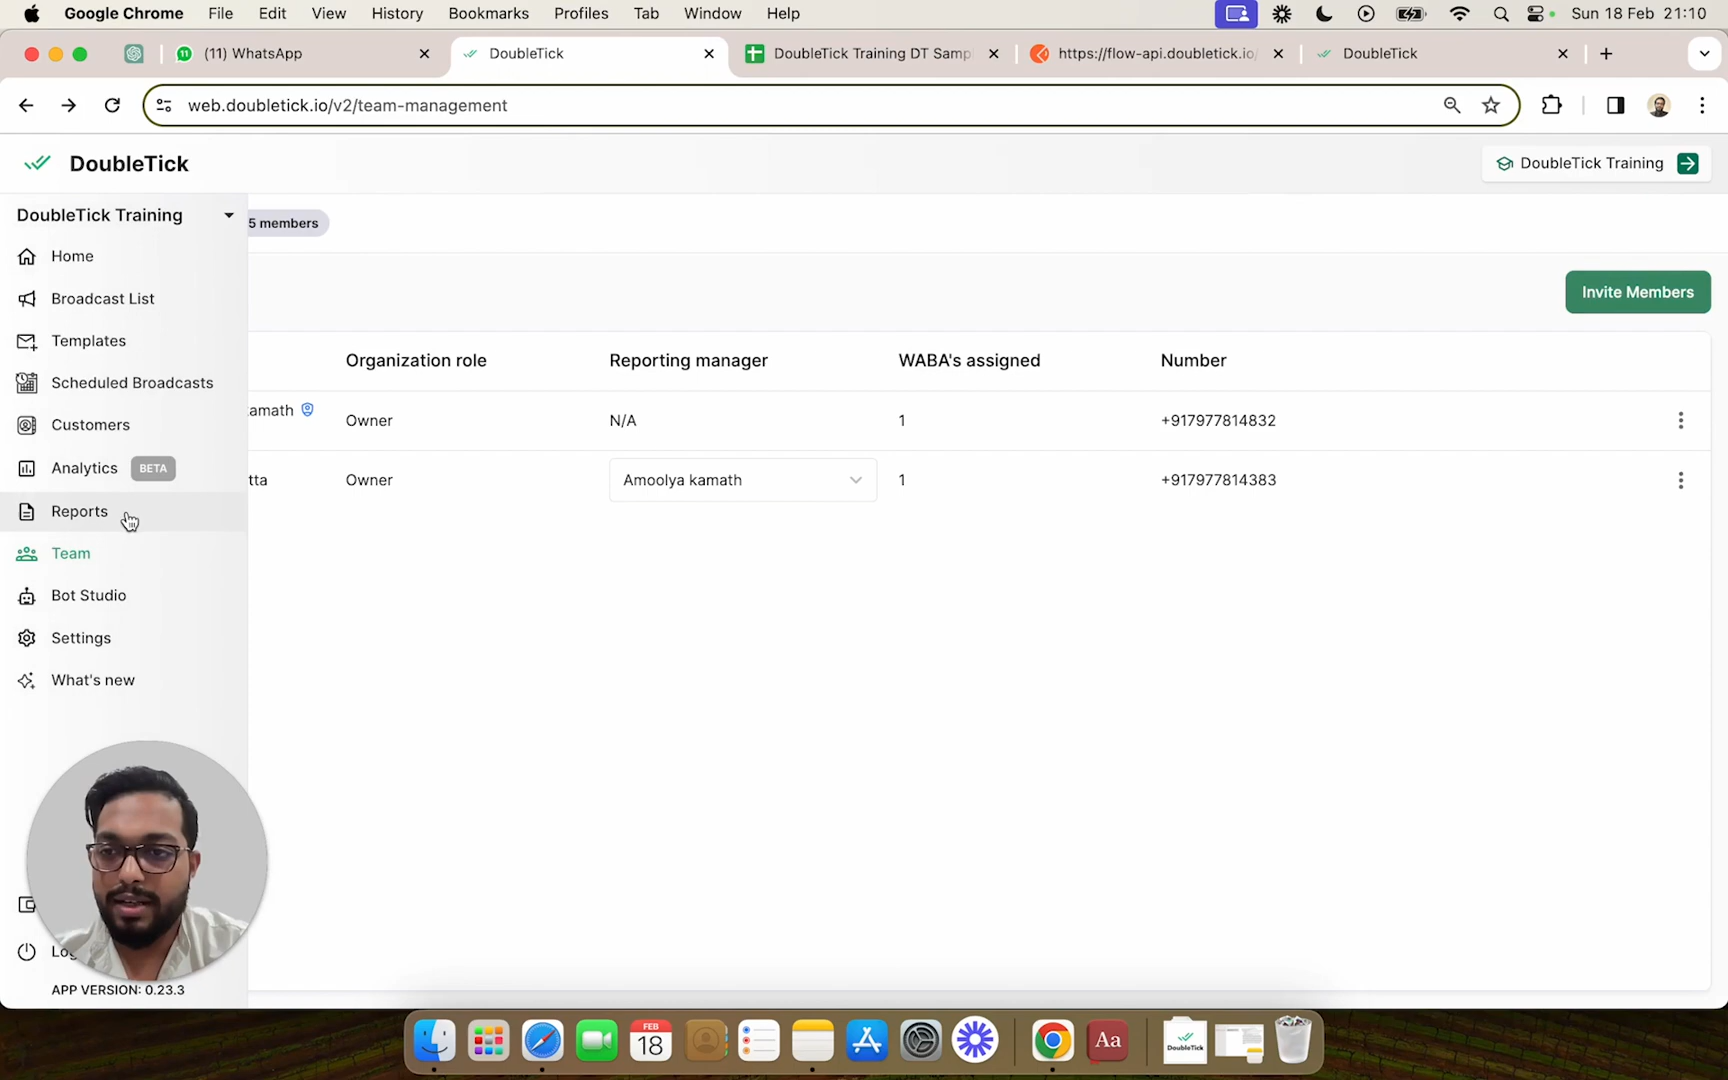 Google Chrome File Edit View History Bookmarks Profiles Tab Window Help Sun 18 Feb 21:10
(11) WhatsApp DoubleTick DoubleTick Training DT Samp https://flow-api.doubletick.io/ DoubleTick
web.doubletick.io/v2/team-management
DoubleTick DoubleTick Training
DoubleTick Training 5 members
Home
Broadcast List Invite Members
Templates Organization role Reporting manager WABA's assigned Number
Scheduled Broadcasts
Customers amath Owner N/A 1 +917977814832
Analytics BETA tta Owner Amoolya kamath 1 +917977814383
Reports
Team
Bot Studio
Settings
What's new
APP VERSION: 0.23.3
FEB
18
Aa
DoubleTick